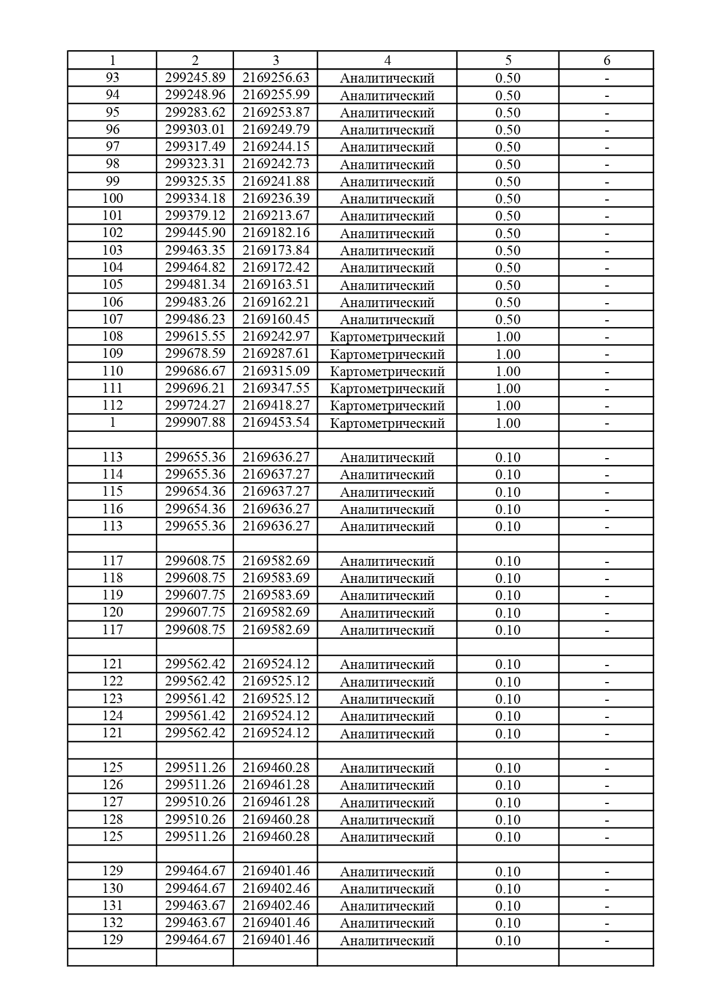 1 2 3 4 5 6
93 299245.89 2169256.63 Аналитический 0.50 -
94 299248.96 2169255.99 Аналитический 0.50 -
95 299283.62 2169253.87 Аналитический 0.50 -
96 299303.01 2169249.79 Аналитический 0.50 -
97 299317.49 2169244.15 Аналитический 0.50 -
98 299323.31 2169242.73 Аналитический 0.50 -
99 299325.35 2169241.88 Аналитический 0.50 -
100 299334.18 2169236.39 Аналитический 0.50 -
101 299379.12 2169213.67 Аналитический 0.50 -
102 299445.90 2169182.16 Аналитический 0.50 -
103 299463.35 2169173.84 Аналитический 0.50 -
104 299464.82 2169172.42 Аналитический 0.50 -
105 299481.34 2169163.51 Аналитический 0.50 -
106 299483.26 2169162.21 Аналитический 0.50 -
107 299486.23 2169160.45 Аналитический 0.50 -
108 299615.55 2169242.97 Картометрический 1.00 -
109 299678.59 2169287.61 Картометрический 1.00 -
110 299686.67 2169315.09 Картометрический 1.00 -
111 299696.21 2169347.55 Картометрический 1.00 -
112 299724.27 2169418.27 Картометрический 1.00 -
1 299907.88 2169453.54 Картометрический 1.00 -
113 299655.36 2169636.27 Аналитический 0.10 -
114 299655.36 2169637.27 Аналитический 0.10 -
115 299654.36 2169637.27 Аналитический 0.10 -
116 299654.36 2169636.27 Аналитический 0.10 -
113 299655.36 2169636.27 Аналитический 0.10 -
117 299608.75 2169582.69 Аналитический 0.10 -
118 299608.75 2169583.69 Аналитический 0.10 -
119 299607.75 2169583.69 Аналитический 0.10 -
120 299607.75 2169582.69 Аналитический 0.10 -
117 299608.75 2169582.69 Аналитический 0.10 -
121 299562.42 2169524.12 Аналитический 0.10 -
122 299562.42 2169525.12 Аналитический 0.10 -
123 299561.42 2169525.12 Аналитический 0.10 -
124 299561.42 2169524.12 Аналитический 0.10 -
121 299562.42 2169524.12 Аналитический 0.10 -
125 299511.26 2169460.28 Аналитический 0.10 -
126 299511.26 2169461.28 Аналитический 0.10 -
127 299510.26 2169461.28 Аналитический 0.10 -
128 299510.26 2169460.28 Аналитический 0.10 -
125 299511.26 2169460.28 Аналитический 0.10 -
129 299464.67 2169401.46 Аналитический 0.10 -
130 299464.67 2169402.46 Аналитический 0.10 -
131 299463.67 2169402.46 Аналитический 0.10 -
132 299463.67 2169401.46 Аналитический 0.10 -
129 299464.67 2169401.46 Аналитический 0.10 -